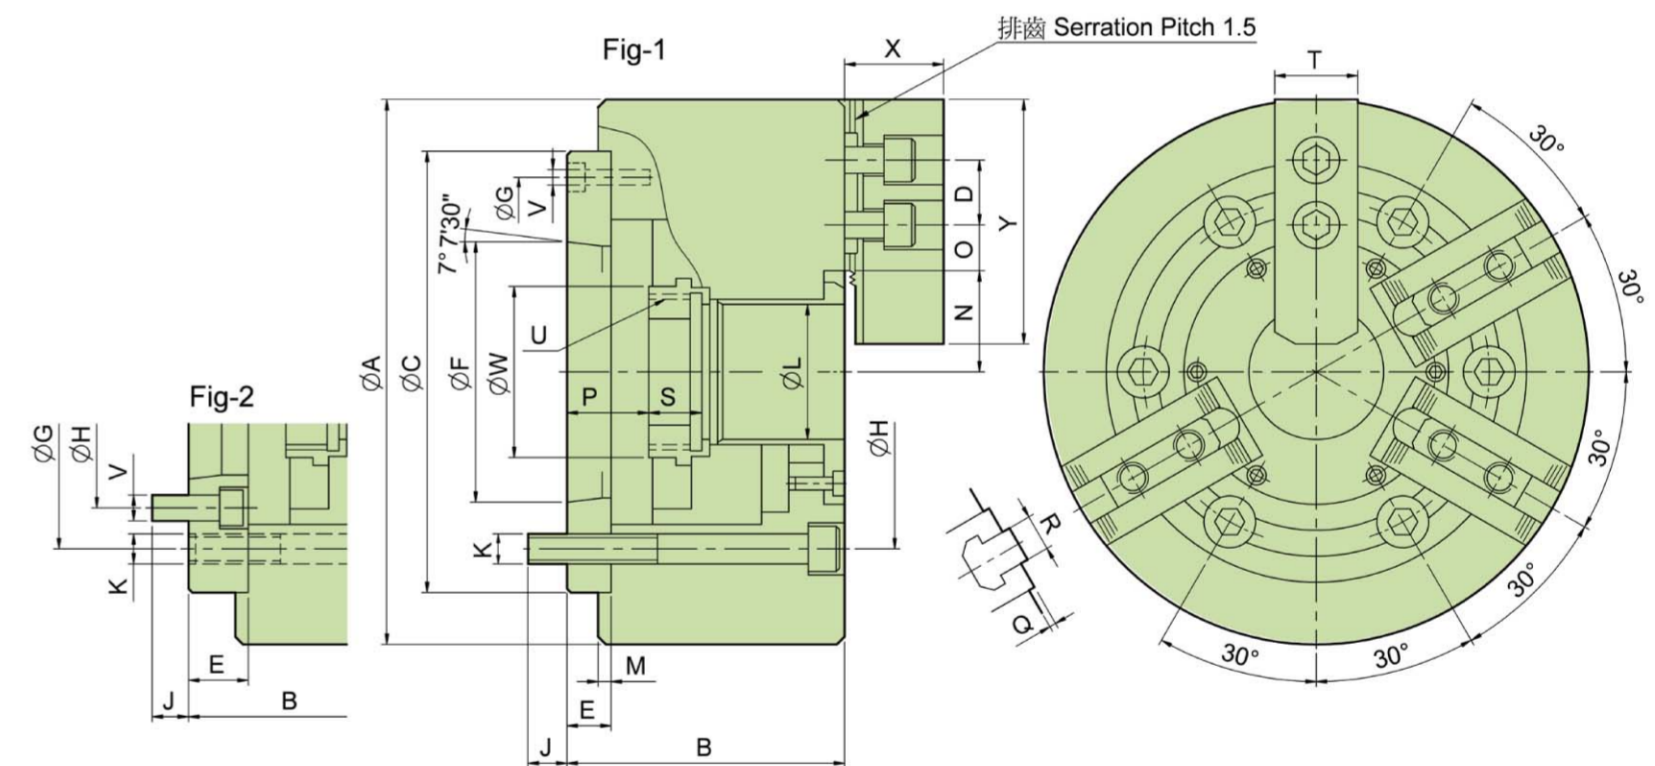 Fig-1
排齒 Serration Pitch 1.5
X
T
30°
30°
30°
30°
30°
30°
ØA
ØC
ØF
ØW
ØG
V
7° 7'30"
U
P
S
ØL
D
O
N
Y
ØH
K
M
E
J
B
R
Q
Fig-2
ØG
ØH
V
K
E
J
B